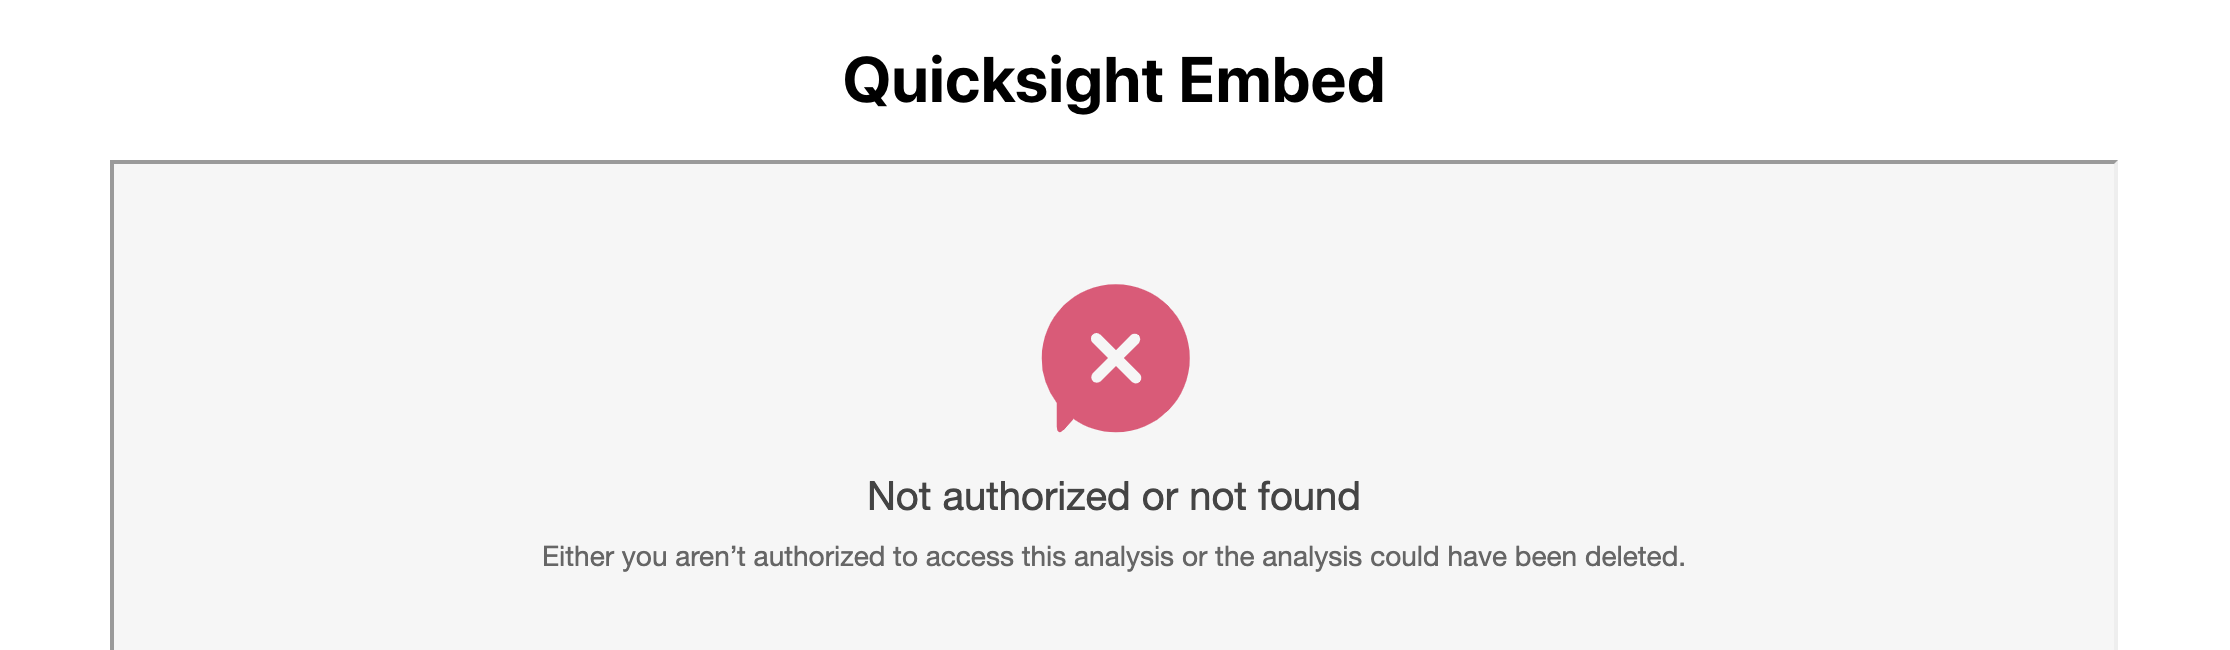 Quicksight Embed
Not authorized or not found
Either you aren’t authorized to access this analysis or the analysis could have been deleted.